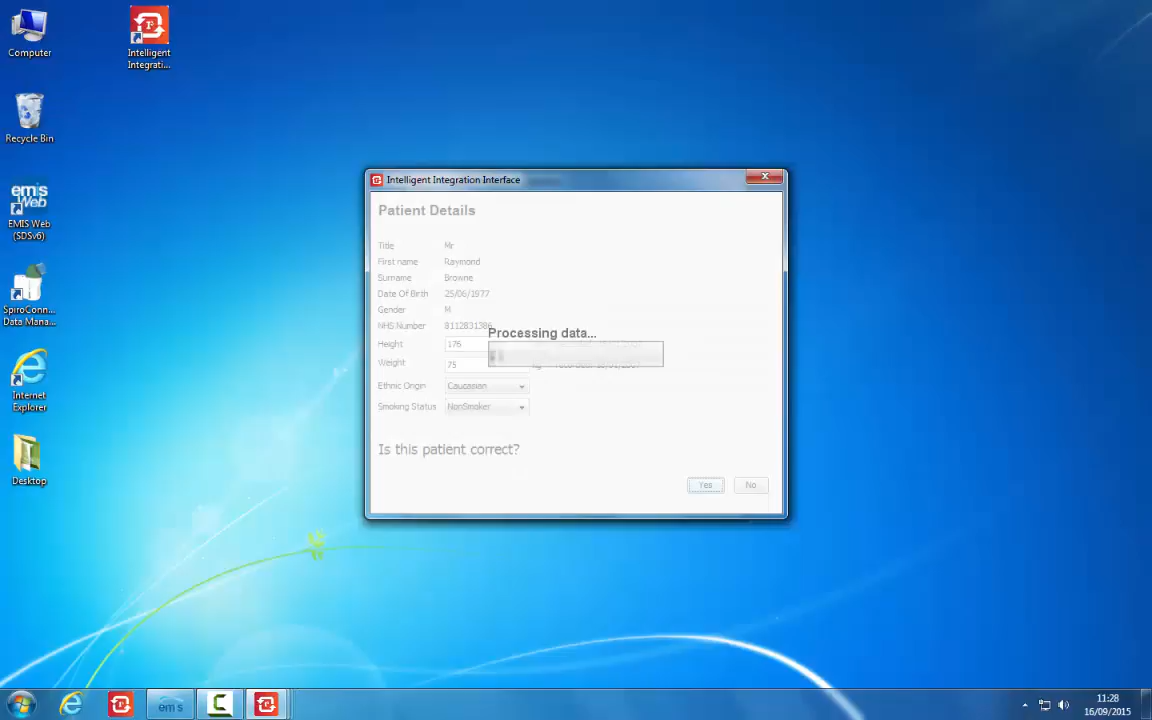 Computer
Intelligent
Integrati...
Recycle Bin
emis
Web
EMIS Web
(SDSv6)
SpiroConn...
Data Mana...
Internet
Explorer
Desktop
Intelligent Integration Interface
Patient Details
Title Mr
First name Raymond
Surname Browne
Date Of Birth 25/06/1977
Gender M
NHS Number 8112831386
Processing data...
Height 176
Weight 75 kg
Ethnic Origin Caucasian
Smoking Status NonSmoker
Is this patient correct?
Yes No
emis
11:28
16/09/2015